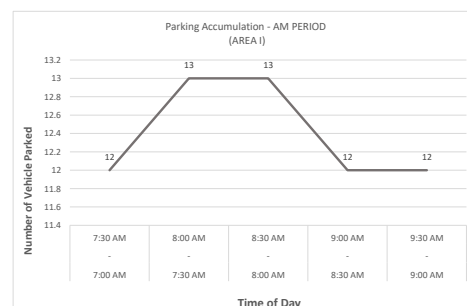 Parking Accumulation - AM PERIOD
(AREA I)
Number of Vehicle Parked
13.2
13
12.8
12.6
12.4
12.2
12
11.8
11.6
11.4
12
13
13
12
12
7:30 AM 8:00 AM 8:30 AM 9:00 AM 9:30 AM
- - - - -
7:00 AM 7:30 AM 8:00 AM 8:30 AM 9:00 AM
Time of Day